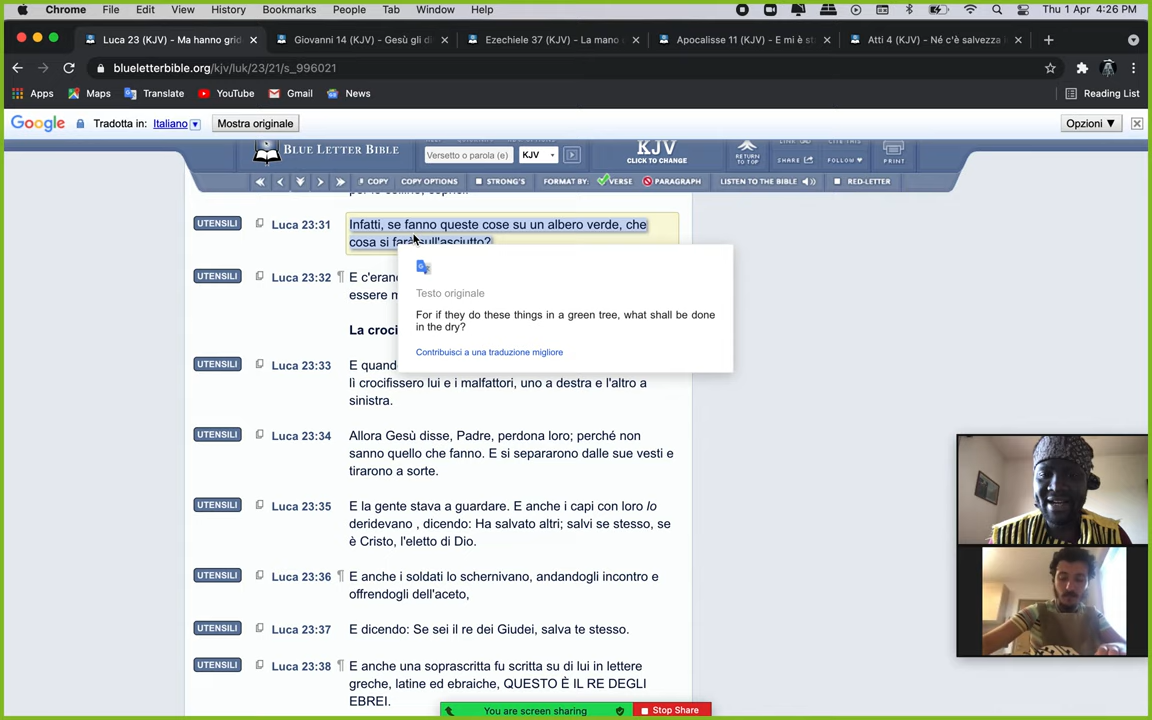 Chrome File Edit View History Bookmarks People Tab Window Help Thu 1 Apr 4:26 PM
Luca 23 (KJV) - Ma hanno grid Giovanni 14 (KJV) - Gesù gli d Ezechiele 37 (KJV) - La mano Apocalisse 11 (KJV) - E mi è st Atti 4 (KJV) - Né c'è salvezza
blueletterbible.org/kjv/luk/23/21/s_996021
Apps Maps Translate YouTube Gmail News Reading List
Google Tradotta in: Italiano Mostra originale Opzioni ▼
BLUE LETTER BIBLE Versetto o parola (e) KJV KJV
CLICK TO CHANGE
RETURN
TO TOP
SHARE FOLLOW PRINT
COPY COPY OPTIONS STRONG'S FORMAT BY: VERSE PARAGRAPH LISTEN TO THE BIBLE RED-LETTER
UTENSILI Luca 23:31 Infatti, se fanno queste cose su un albero verde, che
cosa si farà sull'asciutto?
Testo originale
For if they do these things in a green tree, what shall be done
in the dry?
Contribuisci a una traduzione migliore
UTENSILI Luca 23:32 ¶ E c'eran
essere m
La croci
UTENSILI Luca 23:33 E quand
lì crocifissero lui e i malfattori, uno a destra e l'altro a
sinistra.
UTENSILI Luca 23:34 Allora Gesù disse, Padre, perdona loro; perché non
sanno quello che fanno. E si separarono dalle sue vesti e
tirarono a sorte.
UTENSILI Luca 23:35 E la gente stava a guardare. E anche i capi con loro lo
deridevano , dicendo: Ha salvato altri; salvi se stesso, se
è Cristo, l'eletto di Dio.
UTENSILI Luca 23:36 ¶ E anche i soldati lo schernivano, andandogli incontro e
offrendogli dell'aceto,
UTENSILI Luca 23:37 E dicendo: Se sei il re dei Giudei, salva te stesso.
UTENSILI Luca 23:38 ¶ E anche una soprascritta fu scritta su di lui in lettere
greche, latine ed ebraiche, QUESTO È IL RE DEGLI
EBREI.
You are screen sharing Stop Share